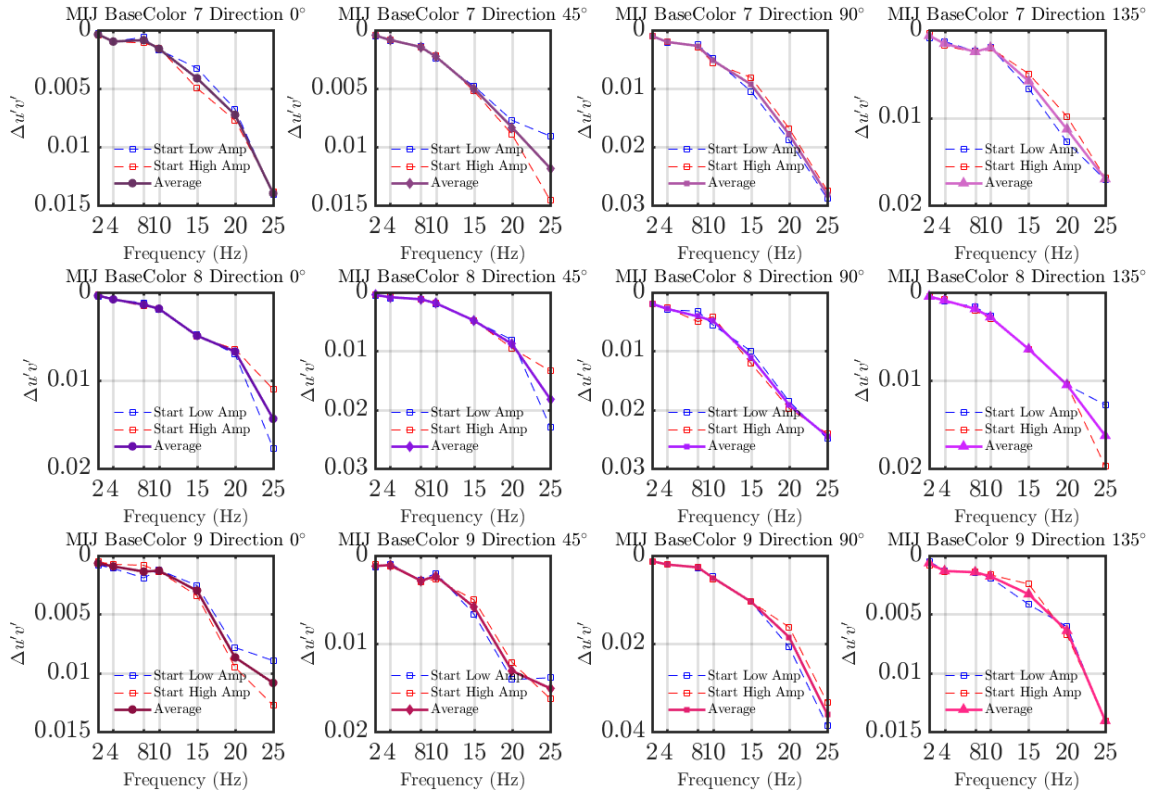 MIJ BaseColor 7 Direction 0°
0
0.005
0.01
0.015
Δu′v′
Start Low Amp
Start High Amp
Average
2 4 8 10 15 20 25
Frequency (Hz)
MIJ BaseColor 7 Direction 45°
0
0.005
0.01
0.015
Δu′v′
Start Low Amp
Start High Amp
Average
2 4 8 10 15 20 25
Frequency (Hz)
MIJ BaseColor 7 Direction 90°
0
0.01
0.02
0.03
Δu′v′
Start Low Amp
Start High Amp
Average
2 4 8 10 15 20 25
Frequency (Hz)
MIJ BaseColor 7 Direction 135°
0
0.01
0.02
Δu′v′
Start Low Amp
Start High Amp
Average
2 4 8 10 15 20 25
Frequency (Hz)
MIJ BaseColor 8 Direction 0°
0
0.01
0.02
Δu′v′
Start Low Amp
Start High Amp
Average
2 4 8 10 15 20 25
Frequency (Hz)
MIJ BaseColor 8 Direction 45°
0
0.01
0.02
0.03
Δu′v′
Start Low Amp
Start High Amp
Average
2 4 8 10 15 20 25
Frequency (Hz)
MIJ BaseColor 8 Direction 90°
0
0.01
0.02
0.03
Δu′v′
Start Low Amp
Start High Amp
Average
2 4 8 10 15 20 25
Frequency (Hz)
MIJ BaseColor 8 Direction 135°
0
0.01
0.02
Δu′v′
Start Low Amp
Start High Amp
Average
2 4 8 10 15 20 25
Frequency (Hz)
MIJ BaseColor 9 Direction 0°
0
0.005
0.01
0.015
Δu′v′
Start Low Amp
Start High Amp
Average
2 4 8 10 15 20 25
Frequency (Hz)
MIJ BaseColor 9 Direction 45°
0
0.01
0.02
Δu′v′
Start Low Amp
Start High Amp
Average
2 4 8 10 15 20 25
Frequency (Hz)
MIJ BaseColor 9 Direction 90°
0
0.02
0.04
Δu′v′
Start Low Amp
Start High Amp
Average
2 4 8 10 15 20 25
Frequency (Hz)
MIJ BaseColor 9 Direction 135°
0
0.005
0.01
0.015
Δu′v′
Start Low Amp
Start High Amp
Average
2 4 8 10 15 20 25
Frequency (Hz)